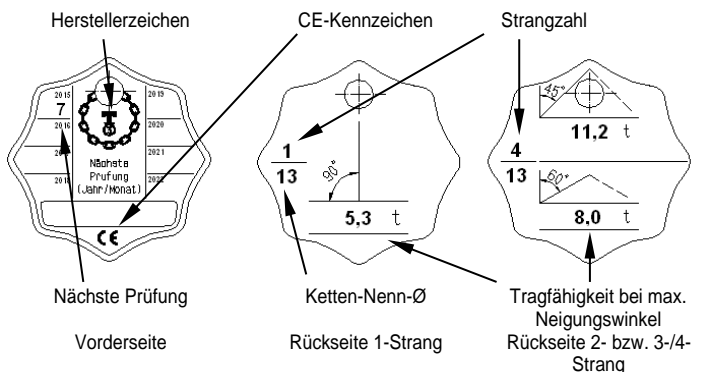 Herstellerzeichen CE-Kennzeichen Strangzahl
2015 2019
7
2016 2020
2021
2018
Nächste
Prüfung
(Jahr/Monat)
CE
1
13
90°
5,3 t
4
13
45°
11,2 t
60°
8,0 t
Nächste Prüfung Ketten-Nenn-Ø Tragfähigkeit bei max.
Neigungswinkel
Vorderseite Rückseite 1-Strang Rückseite 2- bzw. 3-/4-
Strang